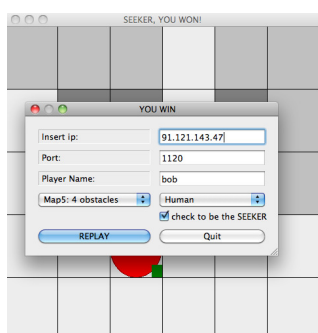 SEEKER, YOU WON!
YOU WIN
Insert ip: 91.121.143.47
Port: 1120
Player Name: bob
Map5: 4 obstacles Human
check to be the SEEKER
REPLAY Quit